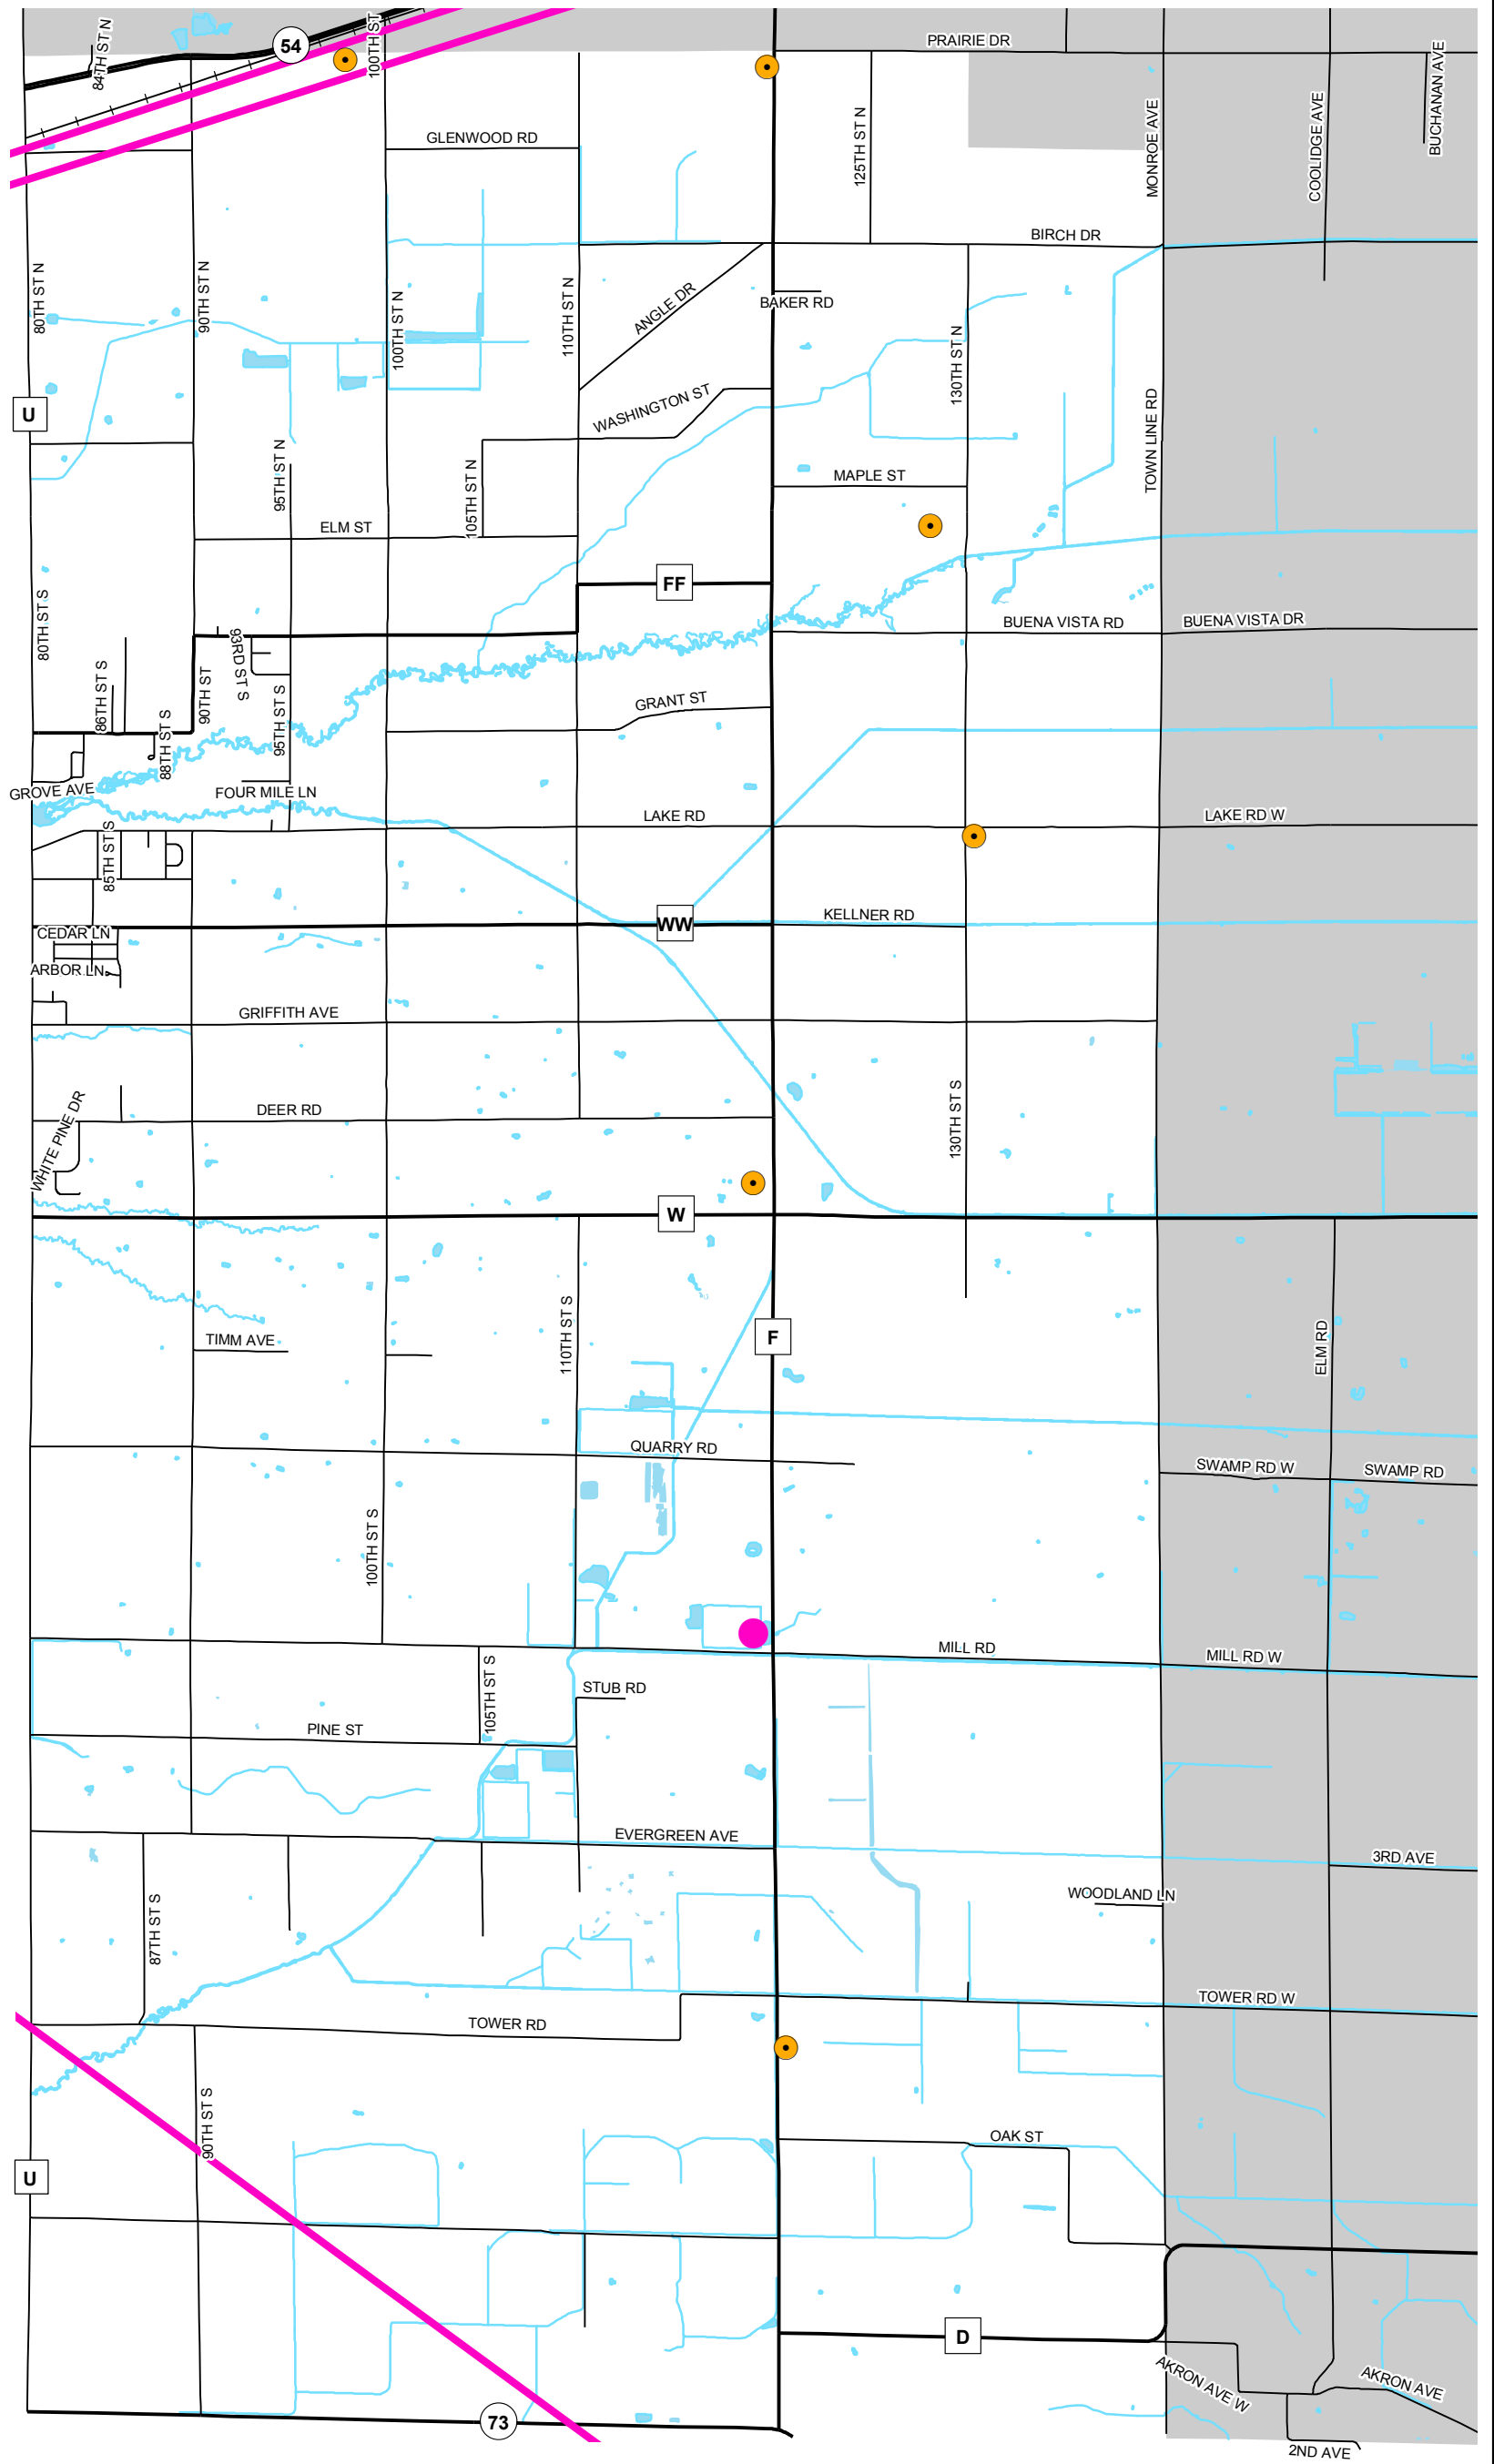 84TH ST N
54
100TH ST
PRAIRIE DR
BUCHANAN AVE
GLENWOOD RD
125TH ST N
MONROE AVE
COOLIDGE AVE
BIRCH DR
80TH ST N
90TH ST N
100TH ST N
110TH ST N
ANGLE DR
BAKER RD
130TH ST N
U
WASHINGTON ST
TOWN LINE RD
95TH ST N
105TH ST N
MAPLE ST
ELM ST
FF
80TH ST S
93RD ST S
BUENA VISTA RD
BUENA VISTA DR
86TH ST S
90TH ST
88TH ST S
95TH ST S
GRANT ST
GROVE AVE
FOUR MILE LN
LAKE RD
LAKE RD W
85TH ST S
WW
KELLNER RD
CEDAR LN
ARBOR LN
GRIFFITH AVE
WHITE PINE DR
DEER RD
130TH ST S
W
TIMM AVE
110TH ST S
F
ELM RD
QUARRY RD
SWAMP RD W
SWAMP RD
100TH ST S
MILL RD
MILL RD W
105TH ST S
STUB RD
PINE ST
EVERGREEN AVE
3RD AVE
87TH ST S
WOODLAND LN
TOWER RD
TOWER RD W
90TH ST S
OAK ST
U
D
AKRON AVE W
AKRON AVE
73
2ND AVE